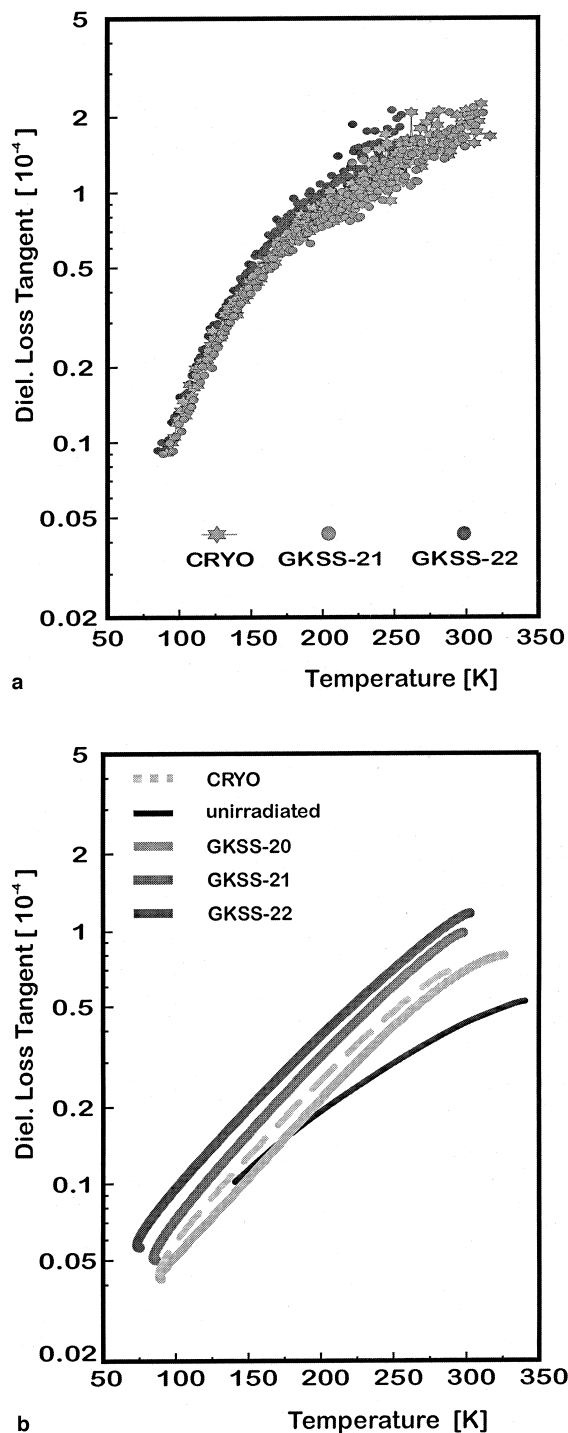 5
2
1
0.5
0.2
0.1
0.05
0.02
Diel. Loss Tangent [10⁻⁴]
CRYO GKSS-21 GKSS-22
50 100 150 200 250 300 350
Temperature [K]
a
5
2
1
0.5
0.2
0.1
0.05
0.02
Diel. Loss Tangent [10⁻⁴]
CRYO
unirradiated
GKSS-20
GKSS-21
GKSS-22
50 100 150 200 250 300 350
Temperature [K]
b